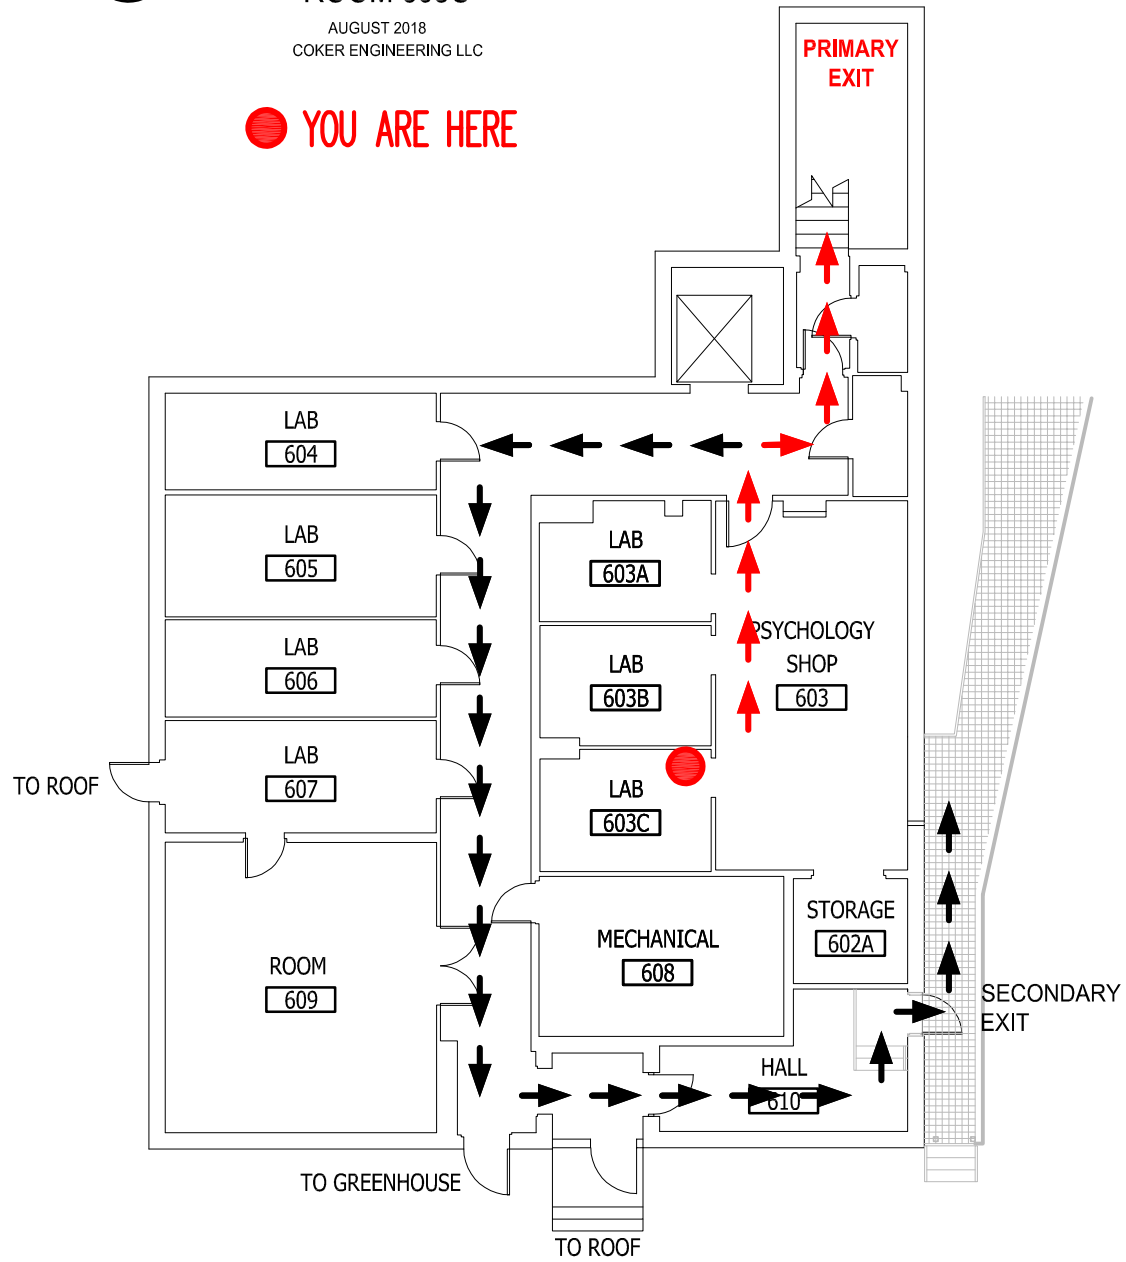 AUGUST 2018
COKER ENGINEERING LLC
YOU ARE HERE
PRIMARY
EXIT
LAB
604
LAB
605
LAB
606
LAB
607
TO ROOF
ROOM
609
LAB
603A
LAB
603B
LAB
603C
PSYCHOLOGY
SHOP
603
MECHANICAL
608
STORAGE
602A
SECONDARY
EXIT
HALL
610
TO GREENHOUSE
TO ROOF